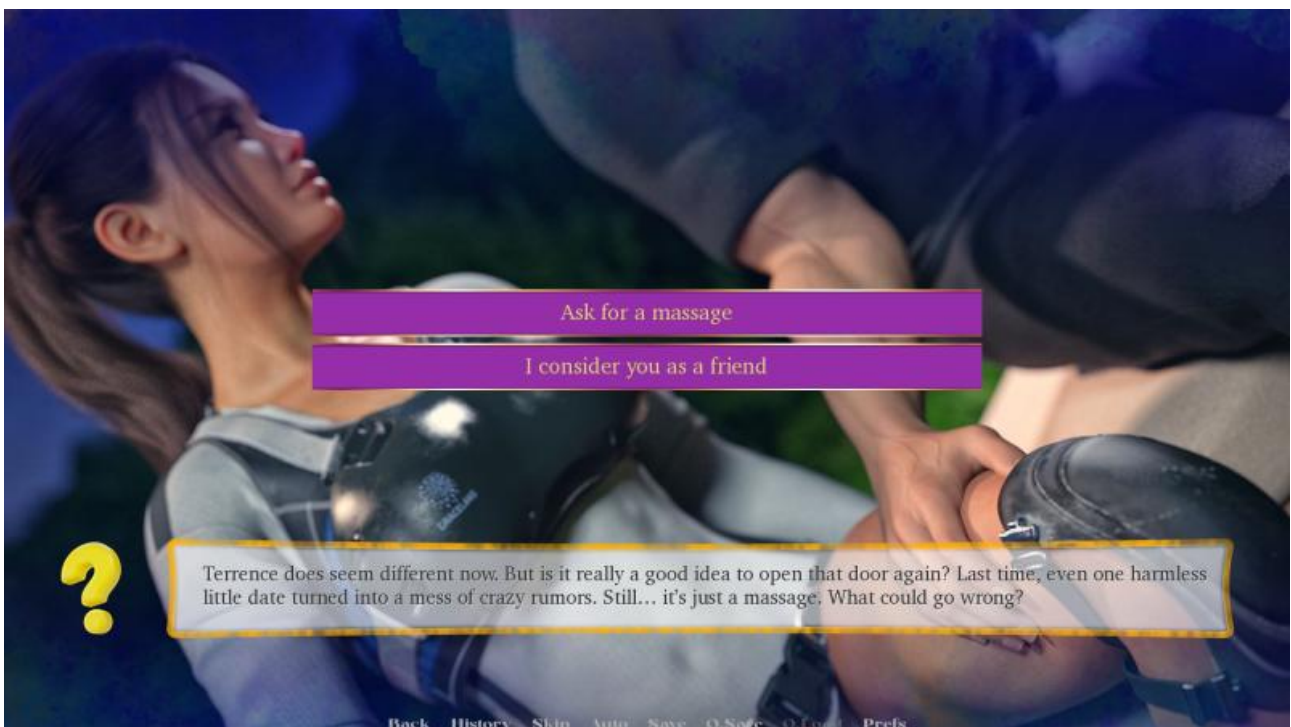 Ask for a massage
I consider you as a friend
Terrence does seem different now. But is it really a good idea to open that door again? Last time, even one harmless
little date turned into a mess of crazy rumors. Still... it's just a massage. What could go wrong?
Back History Skip Auto Save Q.Save Q.Load Prefs